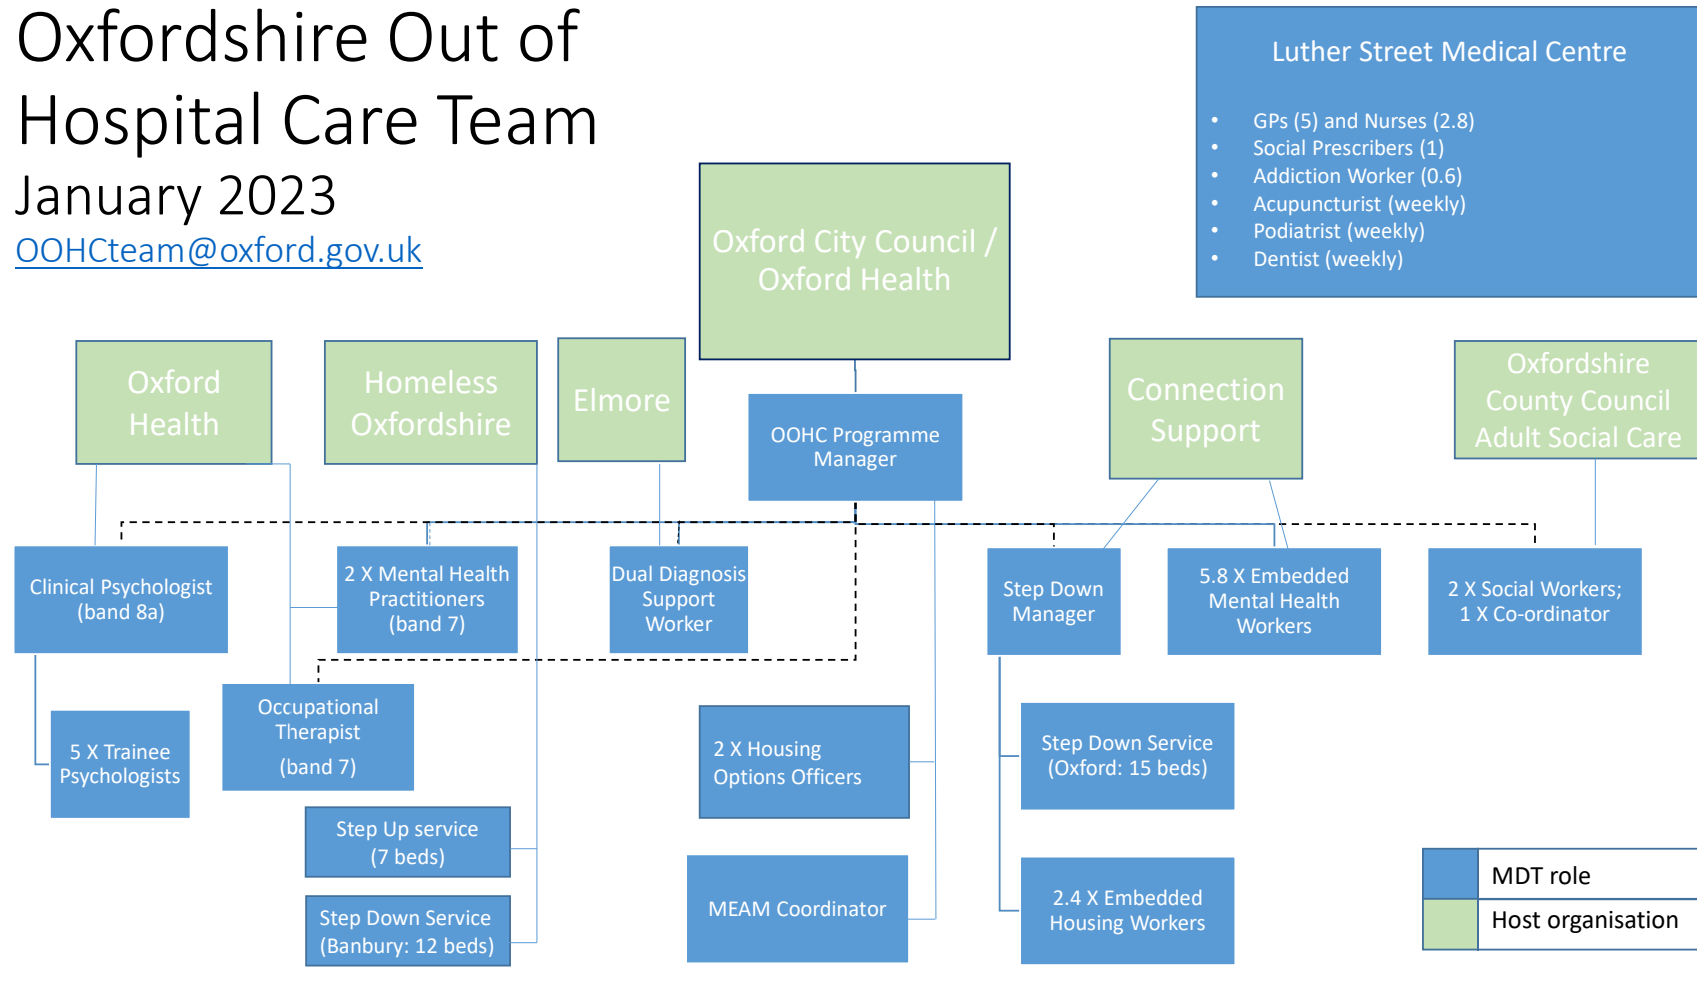 Oxfordshire Out of
Hospital Care Team
January 2023
OOHCteam@oxford.gov.uk
Luther Street Medical Centre
• GPs (5) and Nurses (2.8)
• Social Prescribers (1)
• Addiction Worker (0.6)
• Acupuncturist (weekly)
• Podiatrist (weekly)
• Dentist (weekly)
Oxford City Council /
Oxford Health
Oxford
Health
Homeless
Oxfordshire
Elmore
OOHC Programme
Manager
Connection
Support
Oxfordshire
County Council
Adult Social Care
Clinical Psychologist
(band 8a)
2 X Mental Health
Practitioners
(band 7)
Dual Diagnosis
Support
Worker
Step Down
Manager
5.8 X Embedded
Mental Health
Workers
2 X Social Workers;
1 X Co-ordinator
5 X Trainee
Psychologists
Occupational
Therapist
(band 7)
2 X Housing
Options Officers
Step Down Service
(Oxford: 15 beds)
Step Up service
(7 beds)
Step Down Service
(Banbury: 12 beds)
MEAM Coordinator
2.4 X Embedded
Housing Workers
MDT role
Host organisation